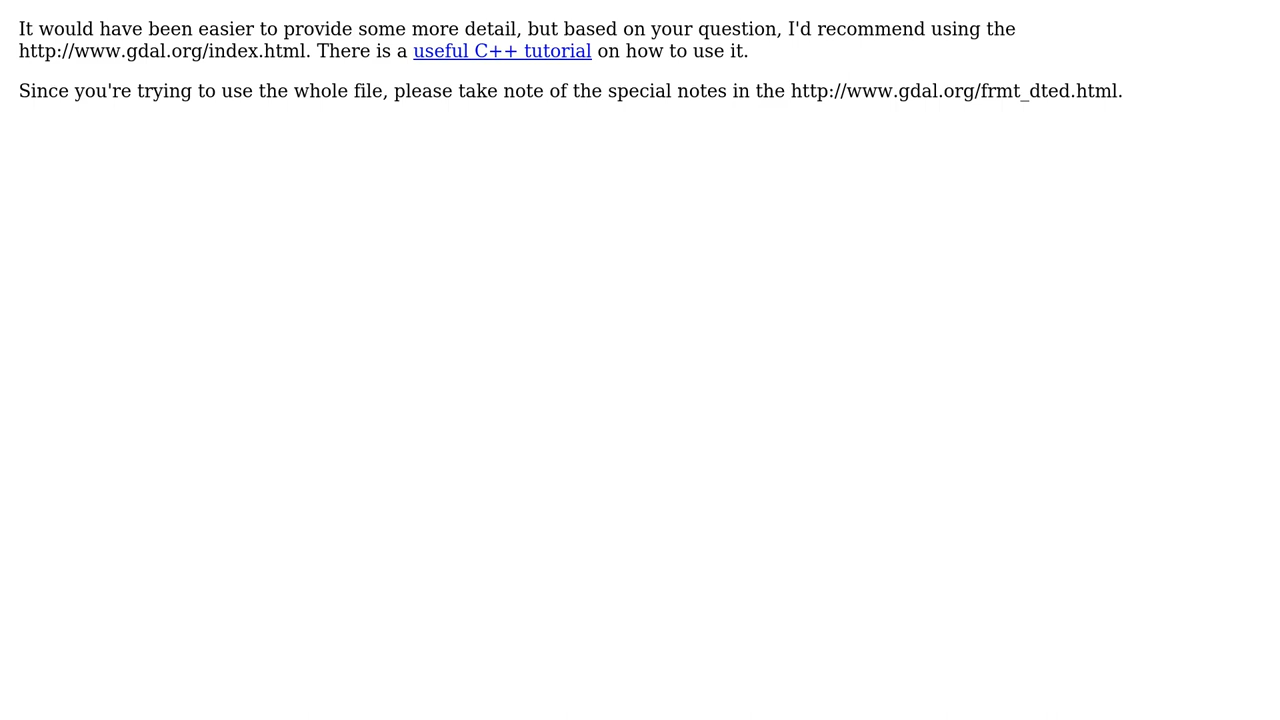 It would have been easier to provide some more detail, but based on your question, I'd recommend using the
http://www.gdal.org/index.html. There is a useful C++ tutorial on how to use it.
Since you're trying to use the whole file, please take note of the special notes in the http://www.gdal.org/frmt_dted.html.